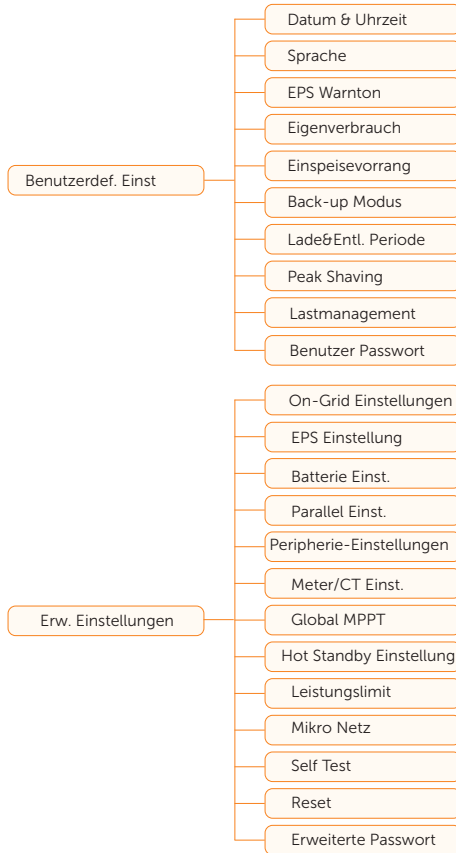 Benutzerdef. Einst
Datum & Uhrzeit
Sprache
EPS Warnton
Eigenverbrauch
Einspeisevorrang
Back-up Modus
Lade&Entl. Periode
Peak Shaving
Lastmanagement
Benutzer Passwort
Erw. Einstellungen
On-Grid Einstellungen
EPS Einstellung
Batterie Einst.
Parallel Einst.
Peripherie-Einstellungen
Meter/CT Einst.
Global MPPT
Hot Standby Einstellung
Leistungslimit
Mikro Netz
Self Test
Reset
Erweiterte Passwort